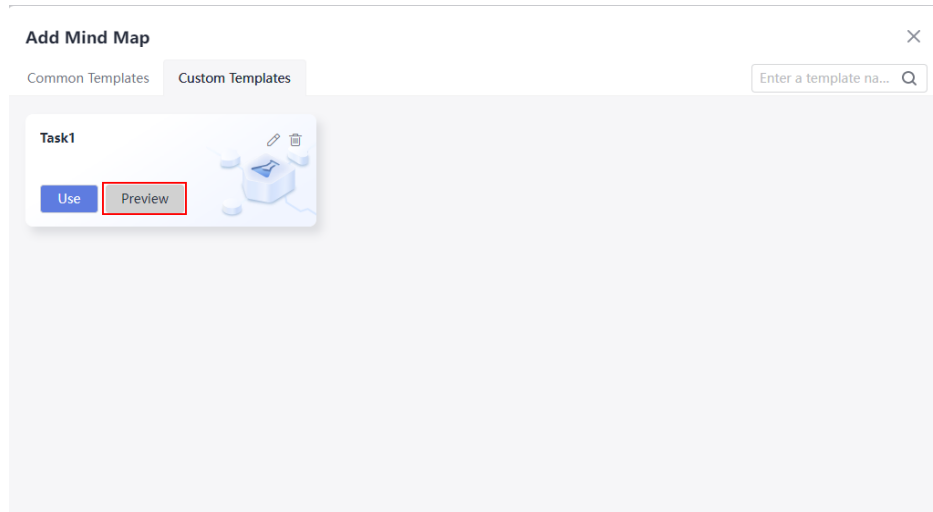 Add Mind Map
Common Templates Custom Templates Enter a template na...
Task1
Use Preview